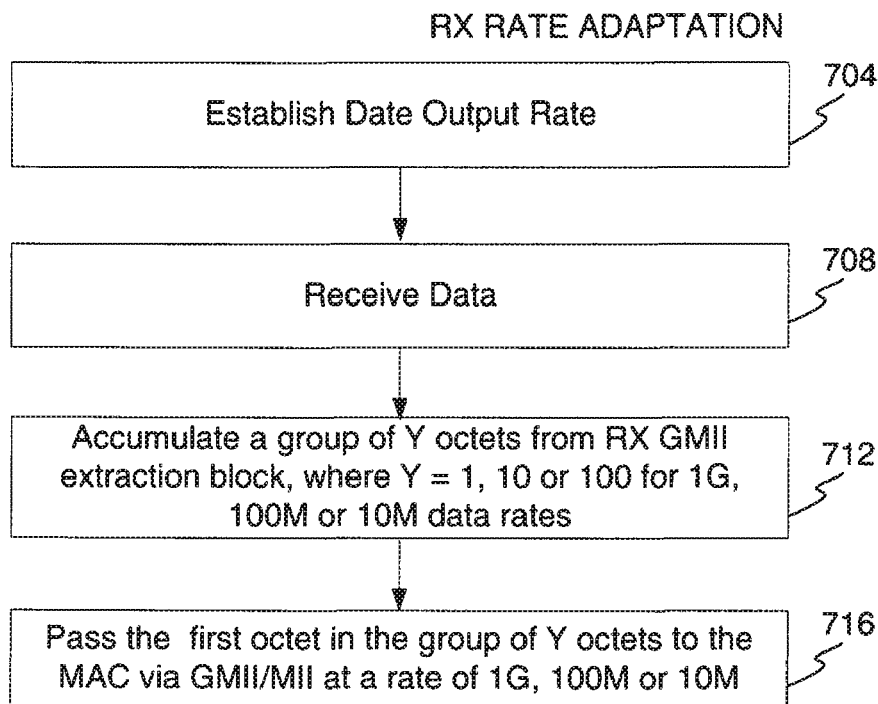 RX RATE ADAPTATION
704
Establish Date Output Rate
708
Receive Data
Accumulate a group of Y octets from RX GMII
extraction block, where Y = 1, 10 or 100 for 1G,
100M or 10M data rates
712
Pass the first octet in the group of Y octets to the
MAC via GMII/MII at a rate of 1G, 100M or 10M
716